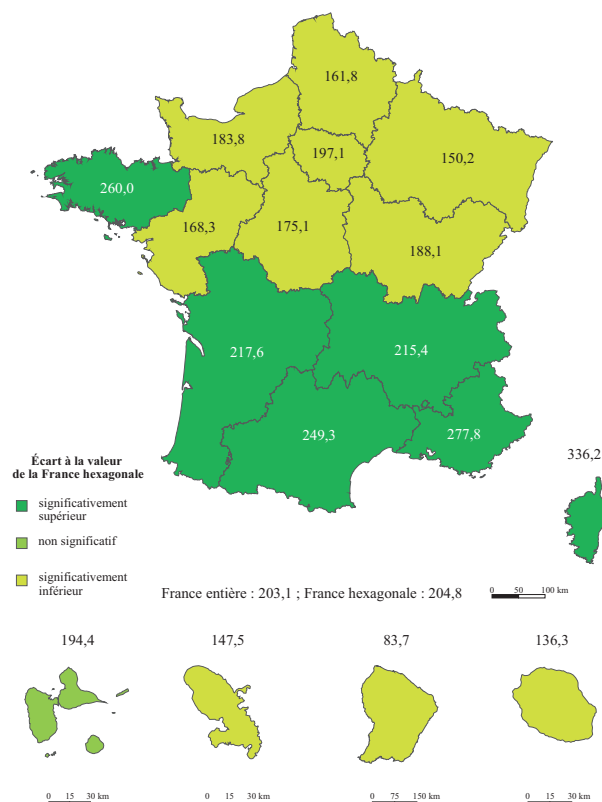 161,8
183,8
197,1
150,2
260,0
168,3
175,1
188,1
217,6
215,4
249,3
277,8
336,2
Écart à la valeur
de la France hexagonale
significativement
supérieur
non significatif
significativement
inférieur
France entière : 203,1 ; France hexagonale : 204,8
0 50 100 km
194,4
147,5
83,7
136,3
0 15 30 km
0 15 30 km
0 75 150 km
0 15 30 km